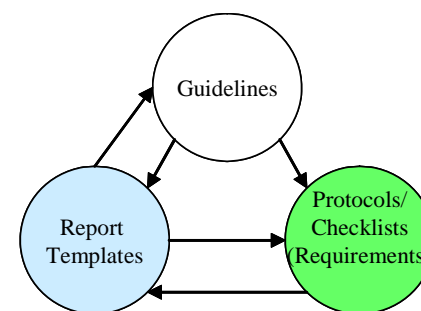 Guidelines
Report
Templates
Protocols/
Checklists
(Requirements